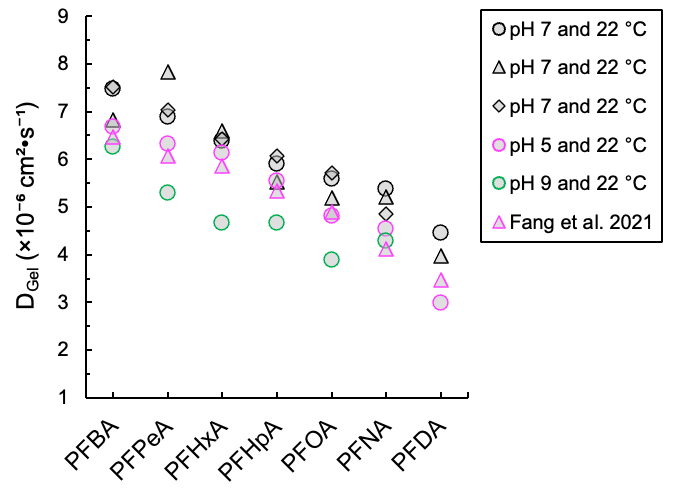 9
8
7
6
5
4
3
2
1
D_Gel (×10⁻⁶ cm²•s⁻¹)
PFBA
PFPeA
PFHxA
PFHpA
PFOA
PFNA
PFDA
pH 7 and 22 °C
pH 7 and 22 °C
pH 7 and 22 °C
pH 5 and 22 °C
pH 9 and 22 °C
Fang et al. 2021